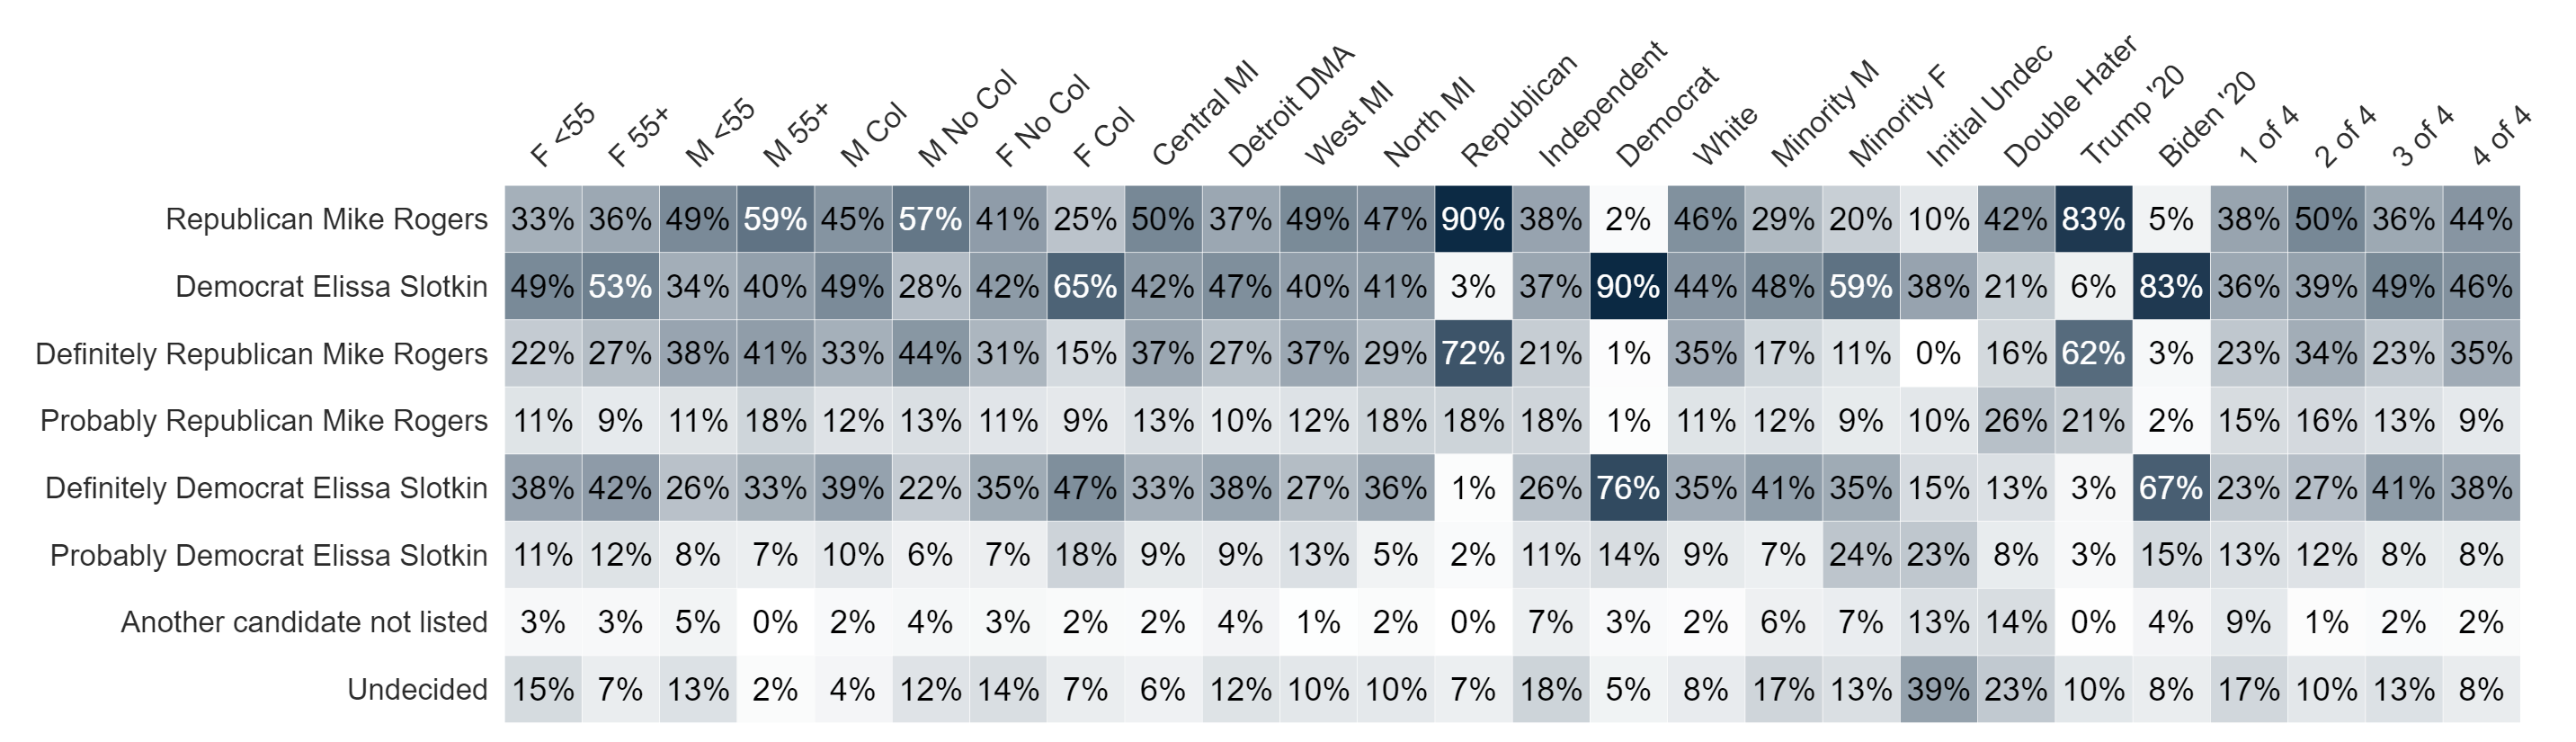 F <55 F 55+ M <55 M 55+ M Col M No Col F No Col F Col Central MI Detroit DMA West MI North MI Republican Independent Democrat White Minority M Minority F Initial Undec Double Hater Trump '20 Biden '20 1 of 4 2 of 4 3 of 4 4 of 4
Republican Mike Rogers 33% 36% 49% 59% 45% 57% 41% 25% 50% 37% 49% 47% 90% 38% 2% 46% 29% 20% 10% 42% 83% 5% 38% 50% 36% 44%
Democrat Elissa Slotkin 49% 53% 34% 40% 49% 28% 42% 65% 42% 47% 40% 41% 3% 37% 90% 44% 48% 59% 38% 21% 6% 83% 36% 39% 49% 46%
Definitely Republican Mike Rogers 22% 27% 38% 41% 33% 44% 31% 15% 37% 27% 37% 29% 72% 21% 1% 35% 17% 11% 0% 16% 62% 3% 23% 34% 23% 35%
Probably Republican Mike Rogers 11% 9% 11% 18% 12% 13% 11% 9% 13% 10% 12% 18% 18% 18% 1% 11% 12% 9% 10% 26% 21% 2% 15% 16% 13% 9%
Definitely Democrat Elissa Slotkin 38% 42% 26% 33% 39% 22% 35% 47% 33% 38% 27% 36% 1% 26% 76% 35% 41% 35% 15% 13% 3% 67% 23% 27% 41% 38%
Probably Democrat Elissa Slotkin 11% 12% 8% 7% 10% 6% 7% 18% 9% 9% 13% 5% 2% 11% 14% 9% 7% 24% 23% 8% 3% 15% 13% 12% 8% 8%
Another candidate not listed 3% 3% 5% 0% 2% 4% 3% 2% 2% 4% 1% 2% 0% 7% 3% 2% 6% 7% 13% 14% 0% 4% 9% 1% 2% 2%
Undecided 15% 7% 13% 2% 4% 12% 14% 7% 6% 12% 10% 10% 7% 18% 5% 8% 17% 13% 39% 23% 10% 8% 17% 10% 13% 8%